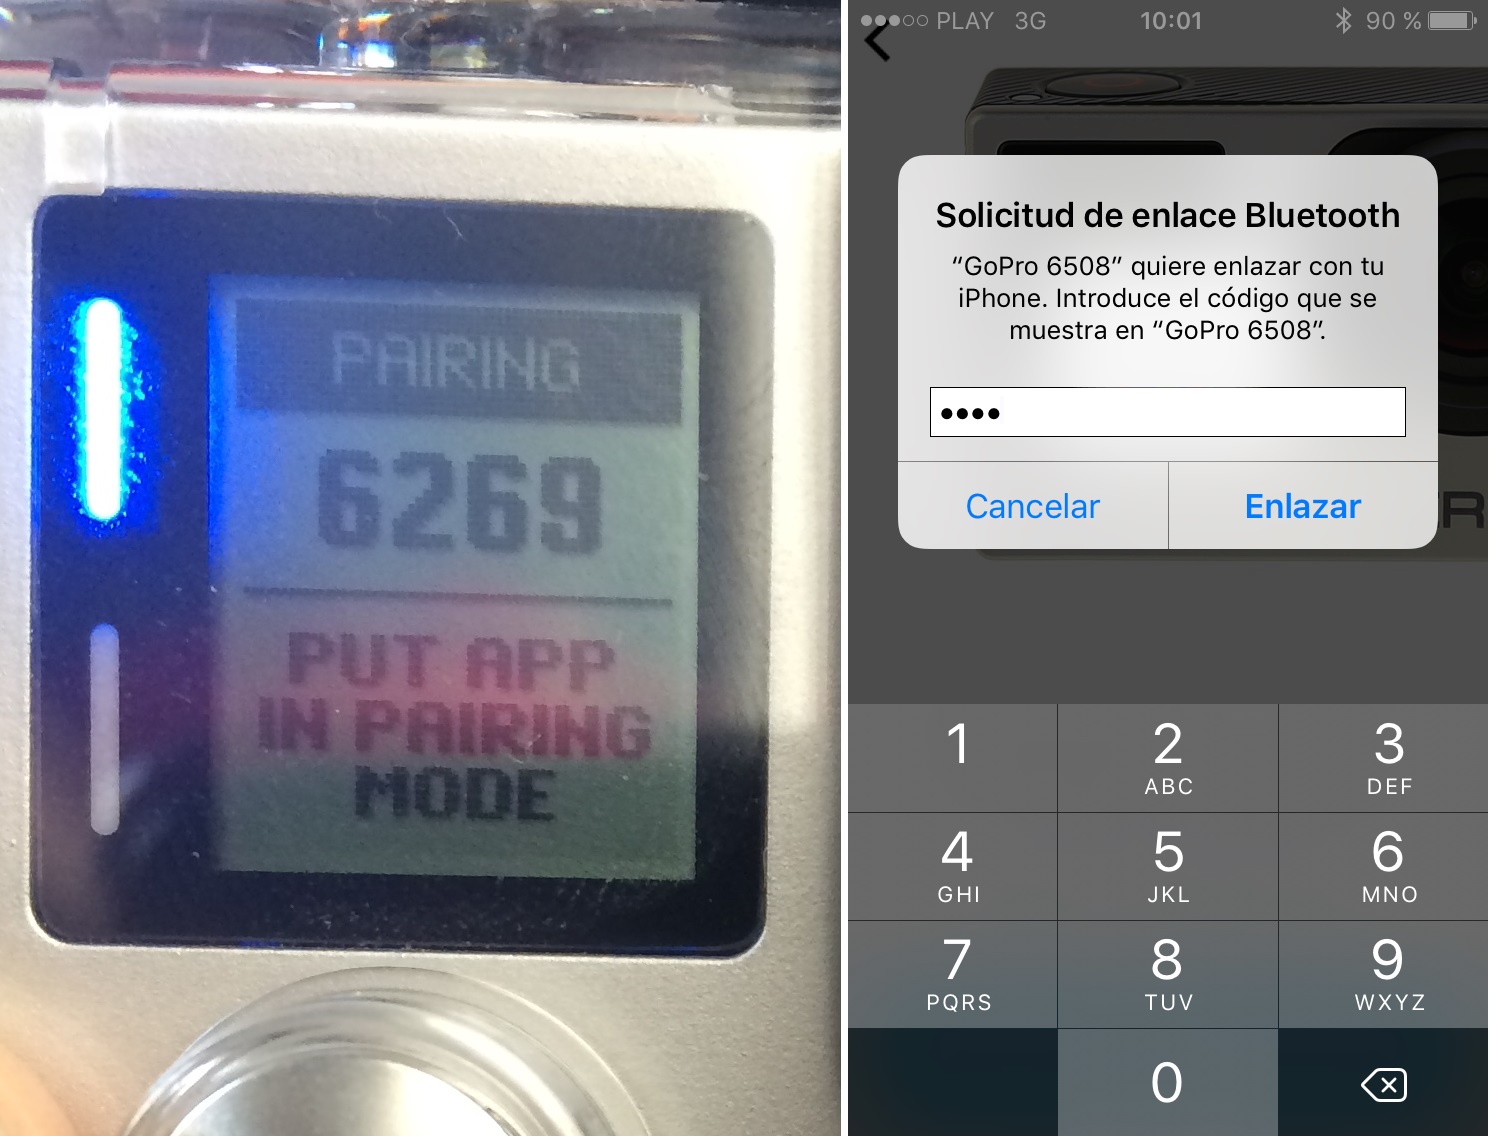 PAIRING
6269
PUT APP
IN PAIRING
MODE
PLAY 3G 10:01 90 %
Solicitud de enlace Bluetooth
“GoPro 6508” quiere enlazar con tu
iPhone. Introduce el código que se
muestra en “GoPro 6508”.
••••
Cancelar Enlazar
1 2 3
ABC DEF
4 5 6
GHI JKL MNO
7 8 9
PQRS TUV WXYZ
0